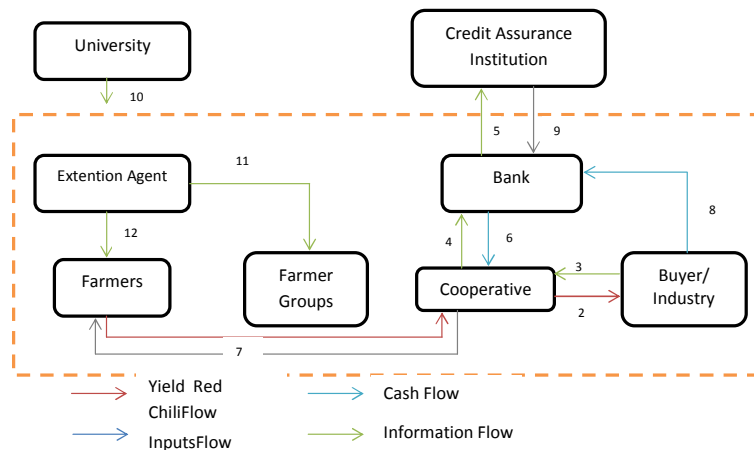 University
Credit Assurance
Institution
10
5
9
11
Extention Agent
Bank
8
12
4
6
Farmers
Farmer
Groups
Cooperative
3
Buyer/
Industry
2
7
Yield Red
ChiliFlow
Cash Flow
InputsFlow
Information Flow